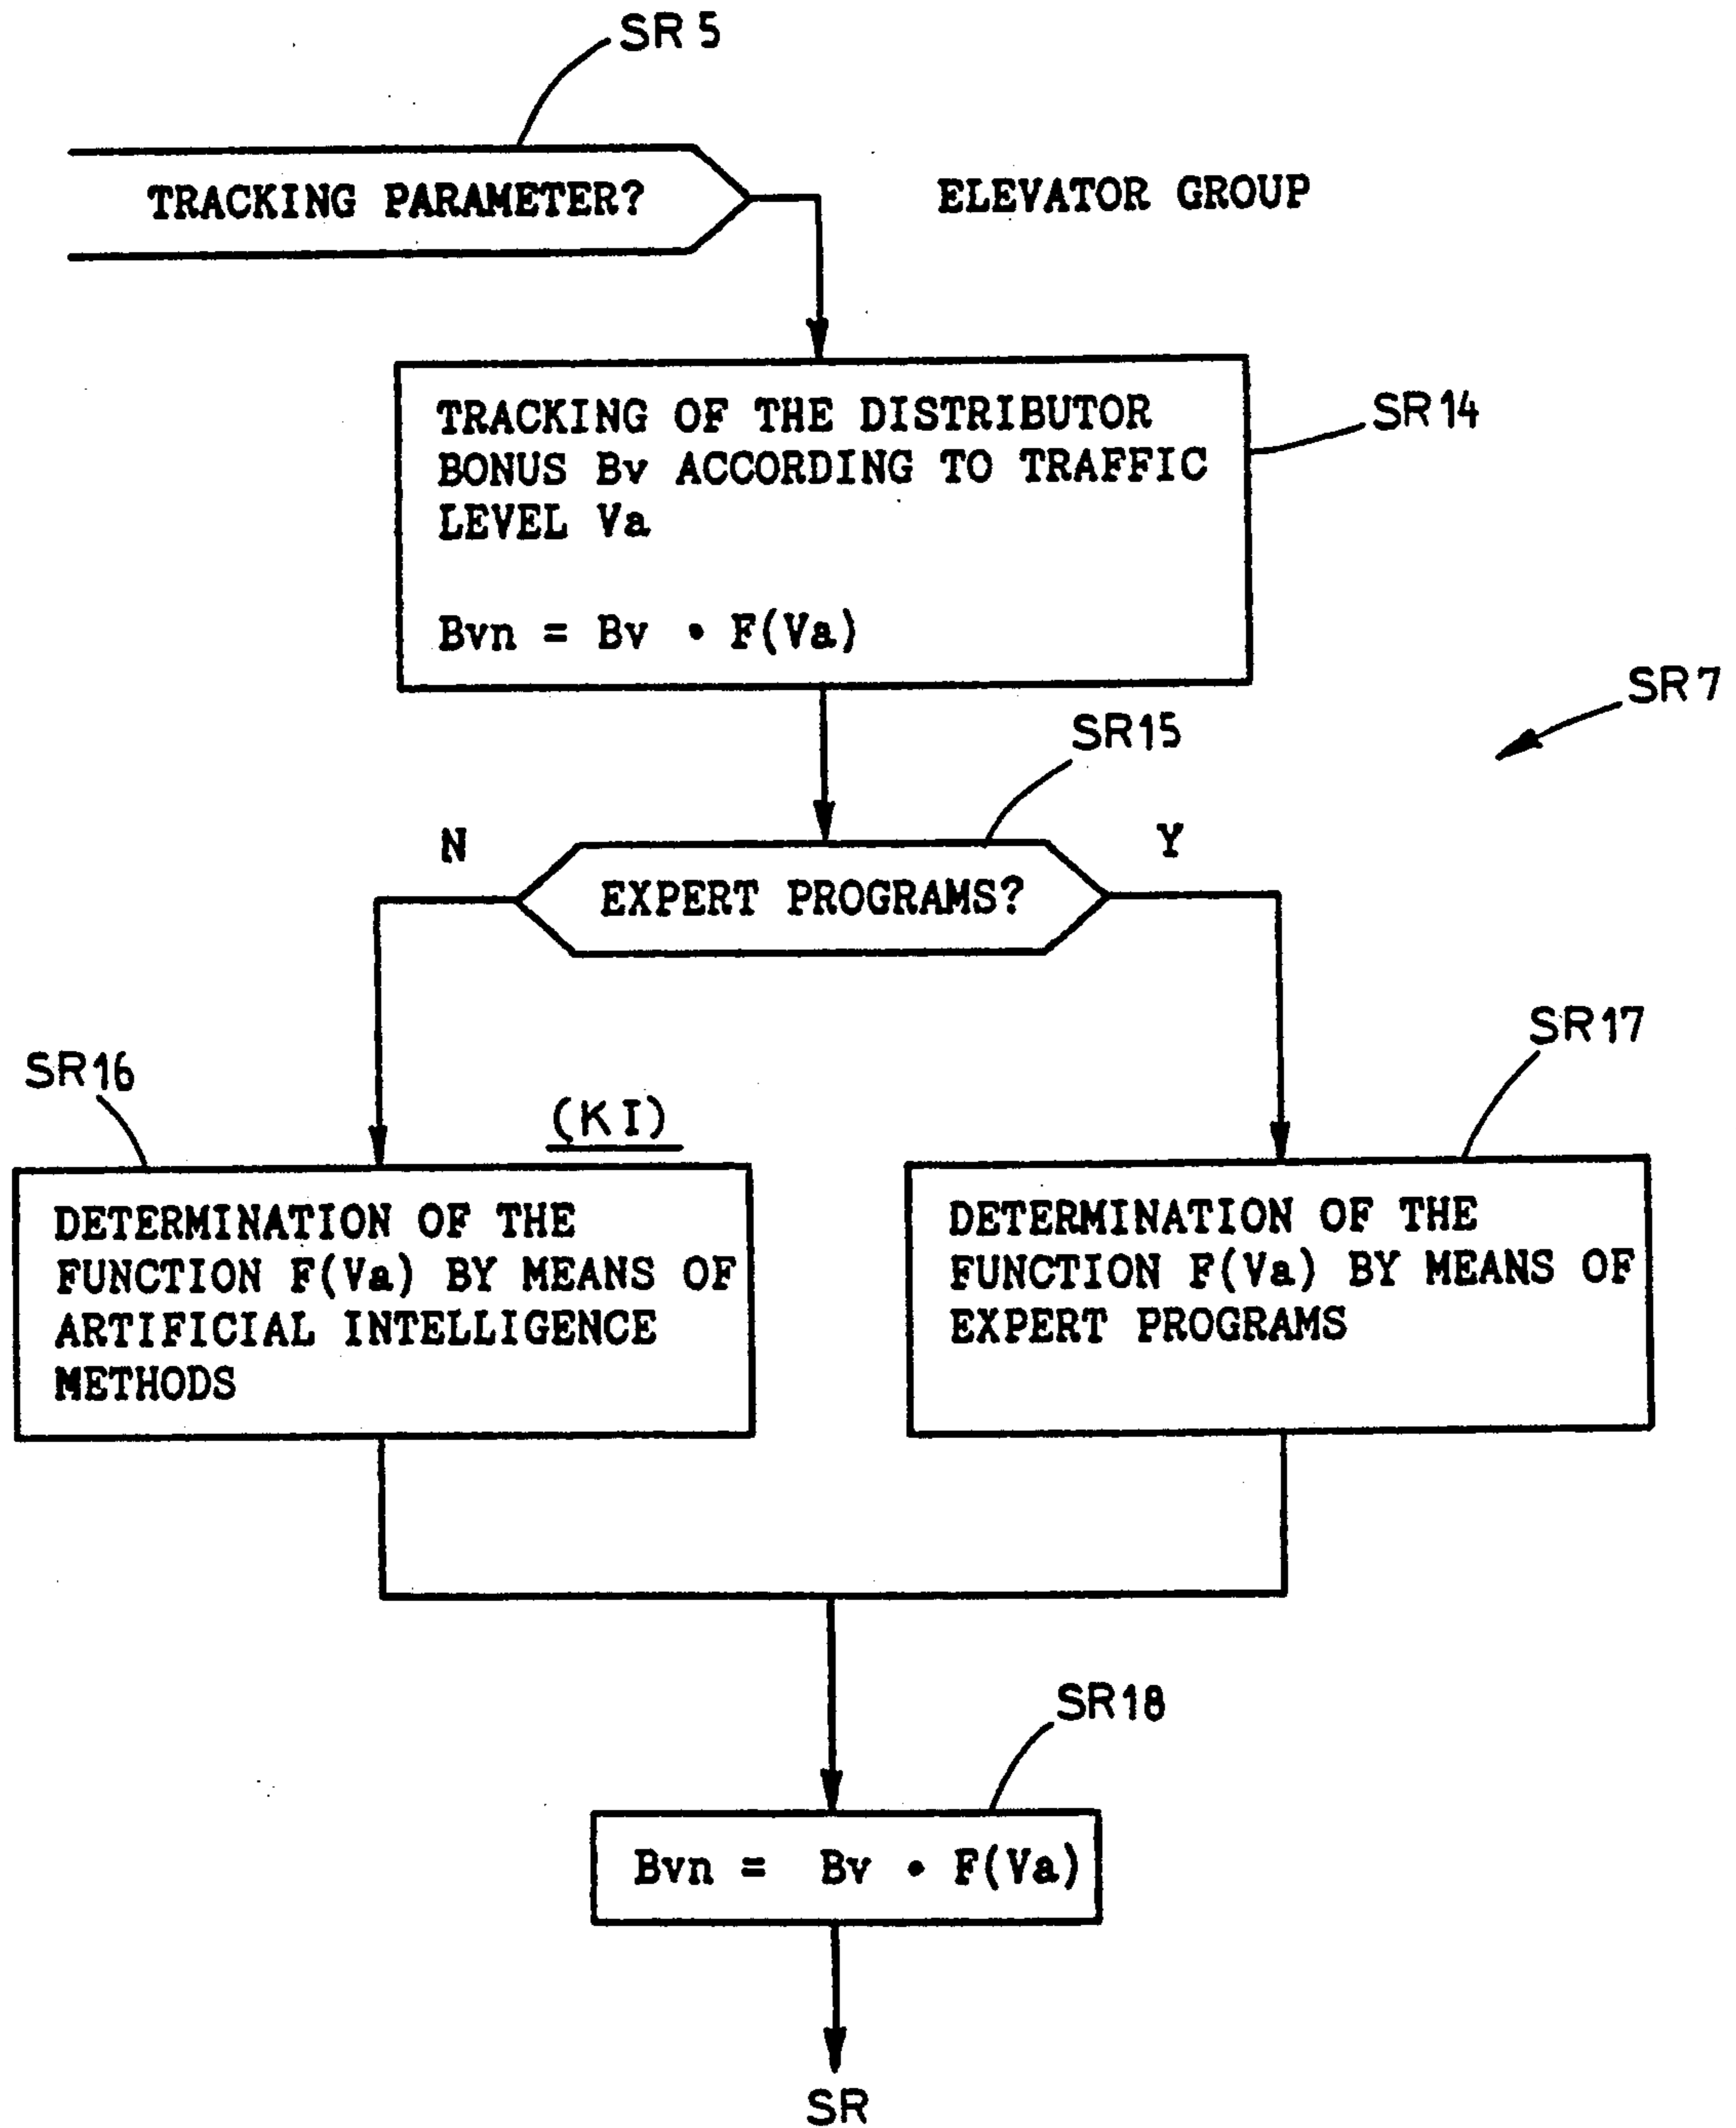 SR 5
TRACKING PARAMETER?
ELEVATOR GROUP
TRACKING OF THE DISTRIBUTOR
BONUS Bv ACCORDING TO TRAFFIC
LEVEL Va
Bvn = Bv • F(Va)
SR14
SR7
SR15
N
Y
EXPERT PROGRAMS?
SR16
(KI)
SR17
DETERMINATION OF THE
FUNCTION F(Va) BY MEANS OF
ARTIFICIAL INTELLIGENCE
METHODS
DETERMINATION OF THE
FUNCTION F(Va) BY MEANS OF
EXPERT PROGRAMS
SR18
Bvn = Bv • F(Va)
SR